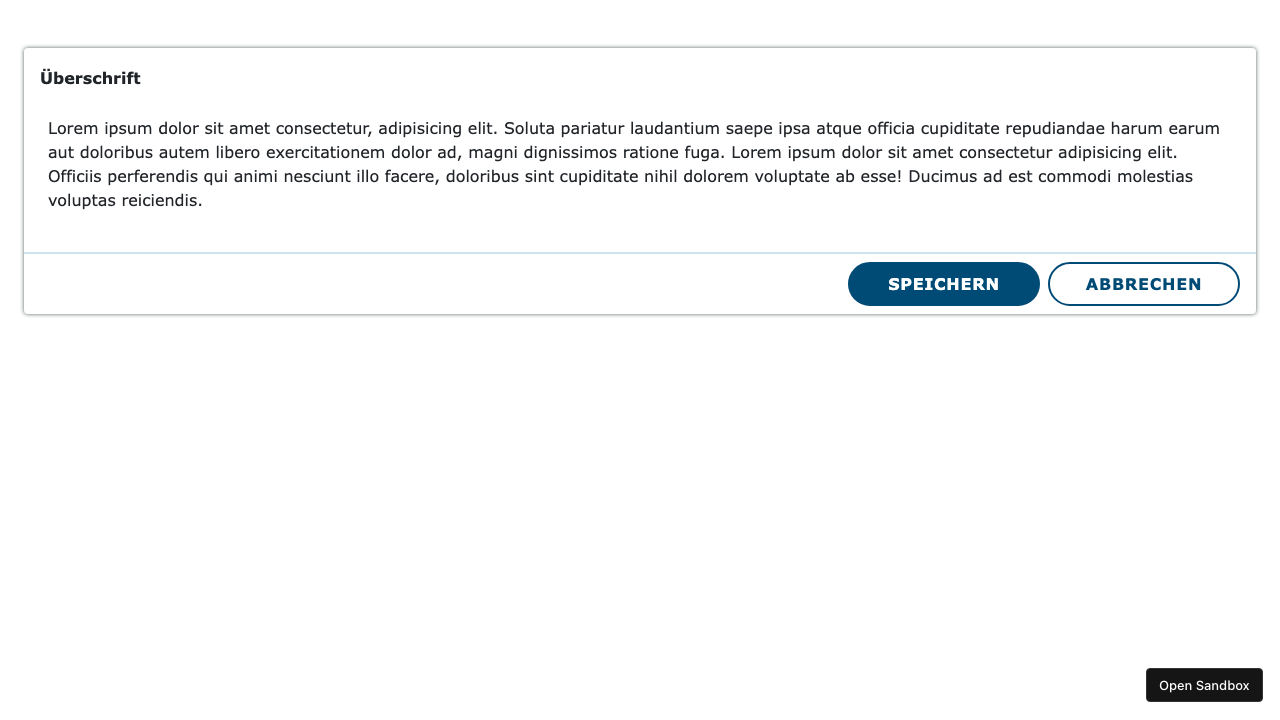 Überschrift
Lorem ipsum dolor sit amet consectetur, adipisicing elit. Soluta pariatur laudantium saepe ipsa atque officia cupiditate repudiandae harum earum
aut doloribus autem libero exercitationem dolor ad, magni dignissimos ratione fuga. Lorem ipsum dolor sit amet consectetur adipisicing elit.
Officiis perferendis qui animi nesciunt illo facere, doloribus sint cupiditate nihil dolorem voluptate ab esse! Ducimus ad est commodi molestias
voluptas reiciendis.
SPEICHERN ABBRECHEN
Open Sandbox